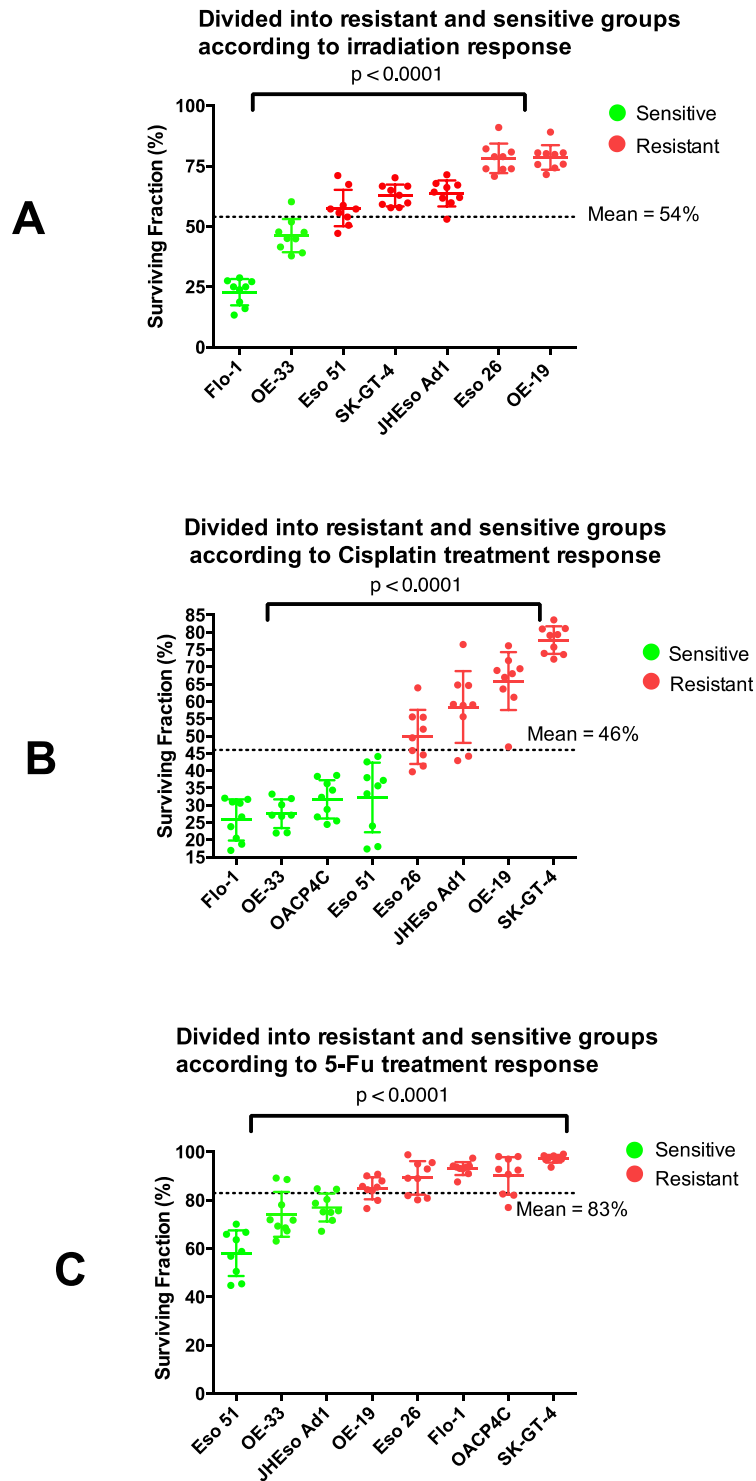 Divided into resistant and sensitive groups
according to irradiation response
p < 0.0001
100
75
50
25
0
Surviving Fraction (%)
Sensitive
Resistant
Mean = 54%
A
Flo-1
OE-33
Eso 51
SK-GT-4
JHEso Ad1
Eso 26
OE-19
Divided into resistant and sensitive groups
according to Cisplatin treatment response
p < 0.0001
85
80
75
70
65
60
55
50
45
40
35
30
25
20
15
Surviving Fraction (%)
Sensitive
Resistant
Mean = 46%
B
Flo-1
OE-33
OACP4C
Eso 51
Eso 26
JHEso Ad1
OE-19
SK-GT-4
Divided into resistant and sensitive groups
according to 5-Fu treatment response
p < 0.0001
100
80
60
40
20
0
Surviving Fraction (%)
Sensitive
Resistant
Mean = 83%
C
Eso 51
OE-33
JHEso Ad1
OE-19
Eso 26
Flo-1
OACP4C
SK-GT-4